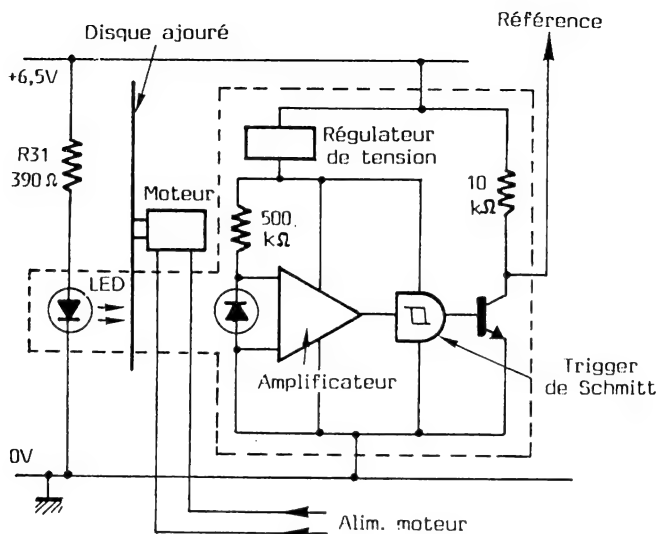 Référence
Disque ajouré
+6,5V
R31
390 Ω
Régulateur
de tension
Moteur
10
kΩ
500
kΩ
LED
Amplificateur
Trigger
de Schmitt
0V
Alim. moteur